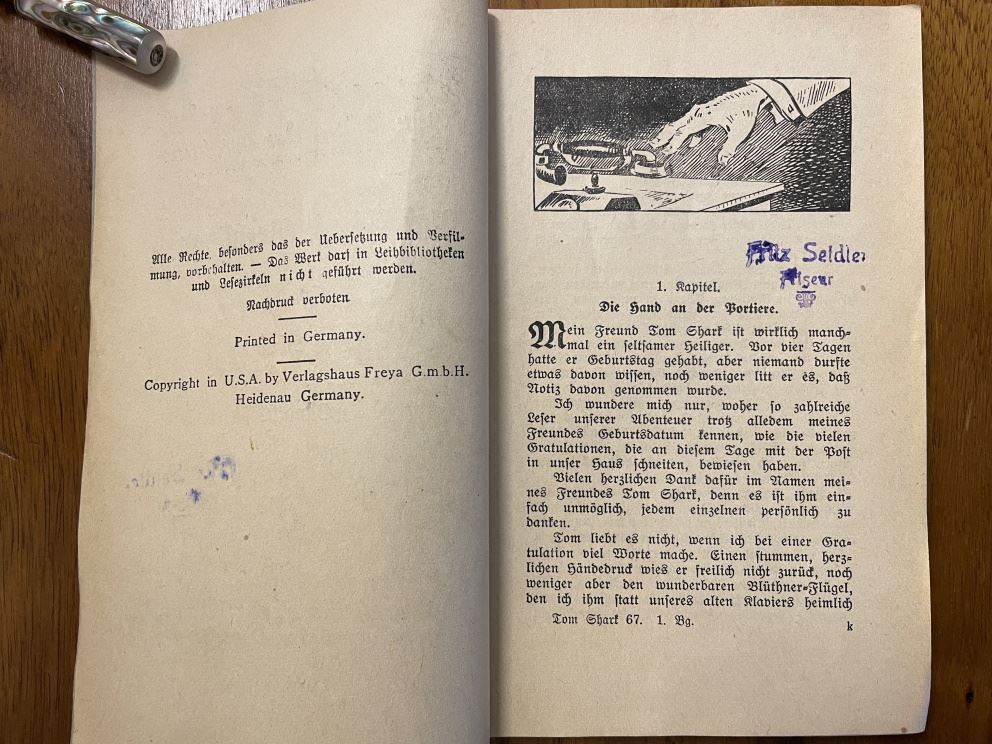 Alle Rechte, besonders das der Uebersetzung und Verfil-
mung, vorbehalten. — Das Werk darf in Leihbibliotheken
und Lesezirkeln nicht geführt werden.
Nachdruck verboten
Printed in Germany.
Copyright in U.S.A. by Verlagshaus Freya G.m.b.H.
Heidenau Germany.
Fritz Seidler
Friseur
1. Kapitel.
Die Hand an der Portiere.
Mein Freund Tom Shark ist wirklich manch-
mal ein seltsamer Heiliger. Vor vier Tagen
hatte er Geburtstag gehabt, aber niemand durfte
etwas davon wissen, noch weniger litt er es, daß
Notiz davon genommen wurde.
Ich wundere mich nur, woher so zahlreiche
Leser unserer Abenteuer trotz alledem meines
Freundes Geburtsdatum kennen, wie die vielen
Gratulationen, die an diesem Tage mit der Post
in unser Haus schneiten, bewiesen haben.
Vielen herzlichen Dank dafür im Namen mei-
nes Freundes Tom Shark, denn es ist ihm ein-
fach unmöglich, jedem einzelnen persönlich zu
danken.
Tom liebt es nicht, wenn ich bei einer Gra-
tulation viel Worte mache. Einen stummen, herz-
lichen Händedruck wies er freilich nicht zurück, noch
weniger aber den wunderbaren Blüthner-Flügel,
den ich ihm statt unseres alten Klaviers heimlich
Tom Shark 67. 1. Bg.
k